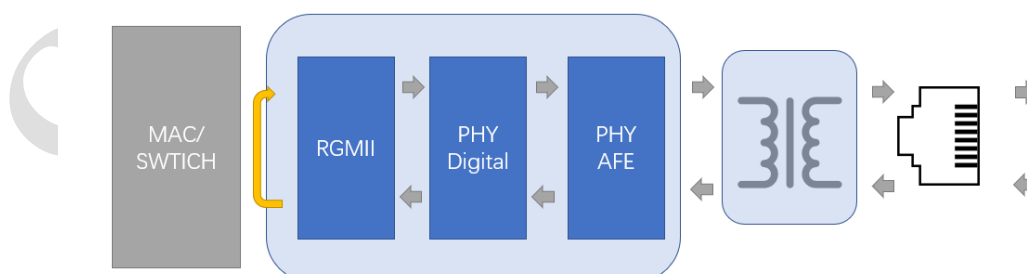 MAC/
SWTICH
RGMII
PHY
Digital
PHY
AFE